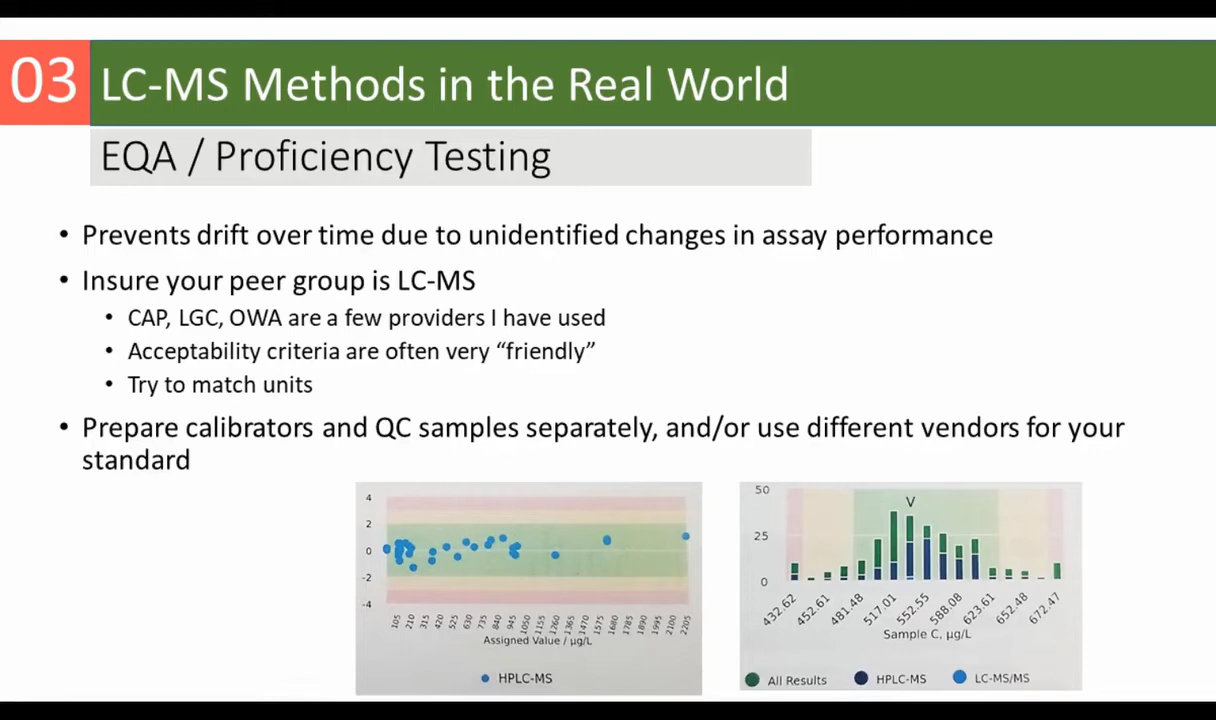 03
LC-MS Methods in the Real World
EQA / Proficiency Testing
• Prevents drift over time due to unidentified changes in assay performance
• Insure your peer group is LC-MS
• CAP, LGC, OWA are a few providers I have used
• Acceptability criteria are often very “friendly”
• Try to match units
• Prepare calibrators and QC samples separately, and/or use different vendors for your
standard
4
2
0
-2
-4
105 210 315 420 525 630 735 840 945 1050 1155 1260 1365 1470 1575 1680 1785 1890 1995 2100 2205
Assigned Value / µg/L
HPLC-MS
50
25
0
V
432.62 452.61 481.48 517.01 552.55 588.08 623.61 652.48 672.47
Sample C, µg/L
All Results HPLC-MS LC-MS/MS